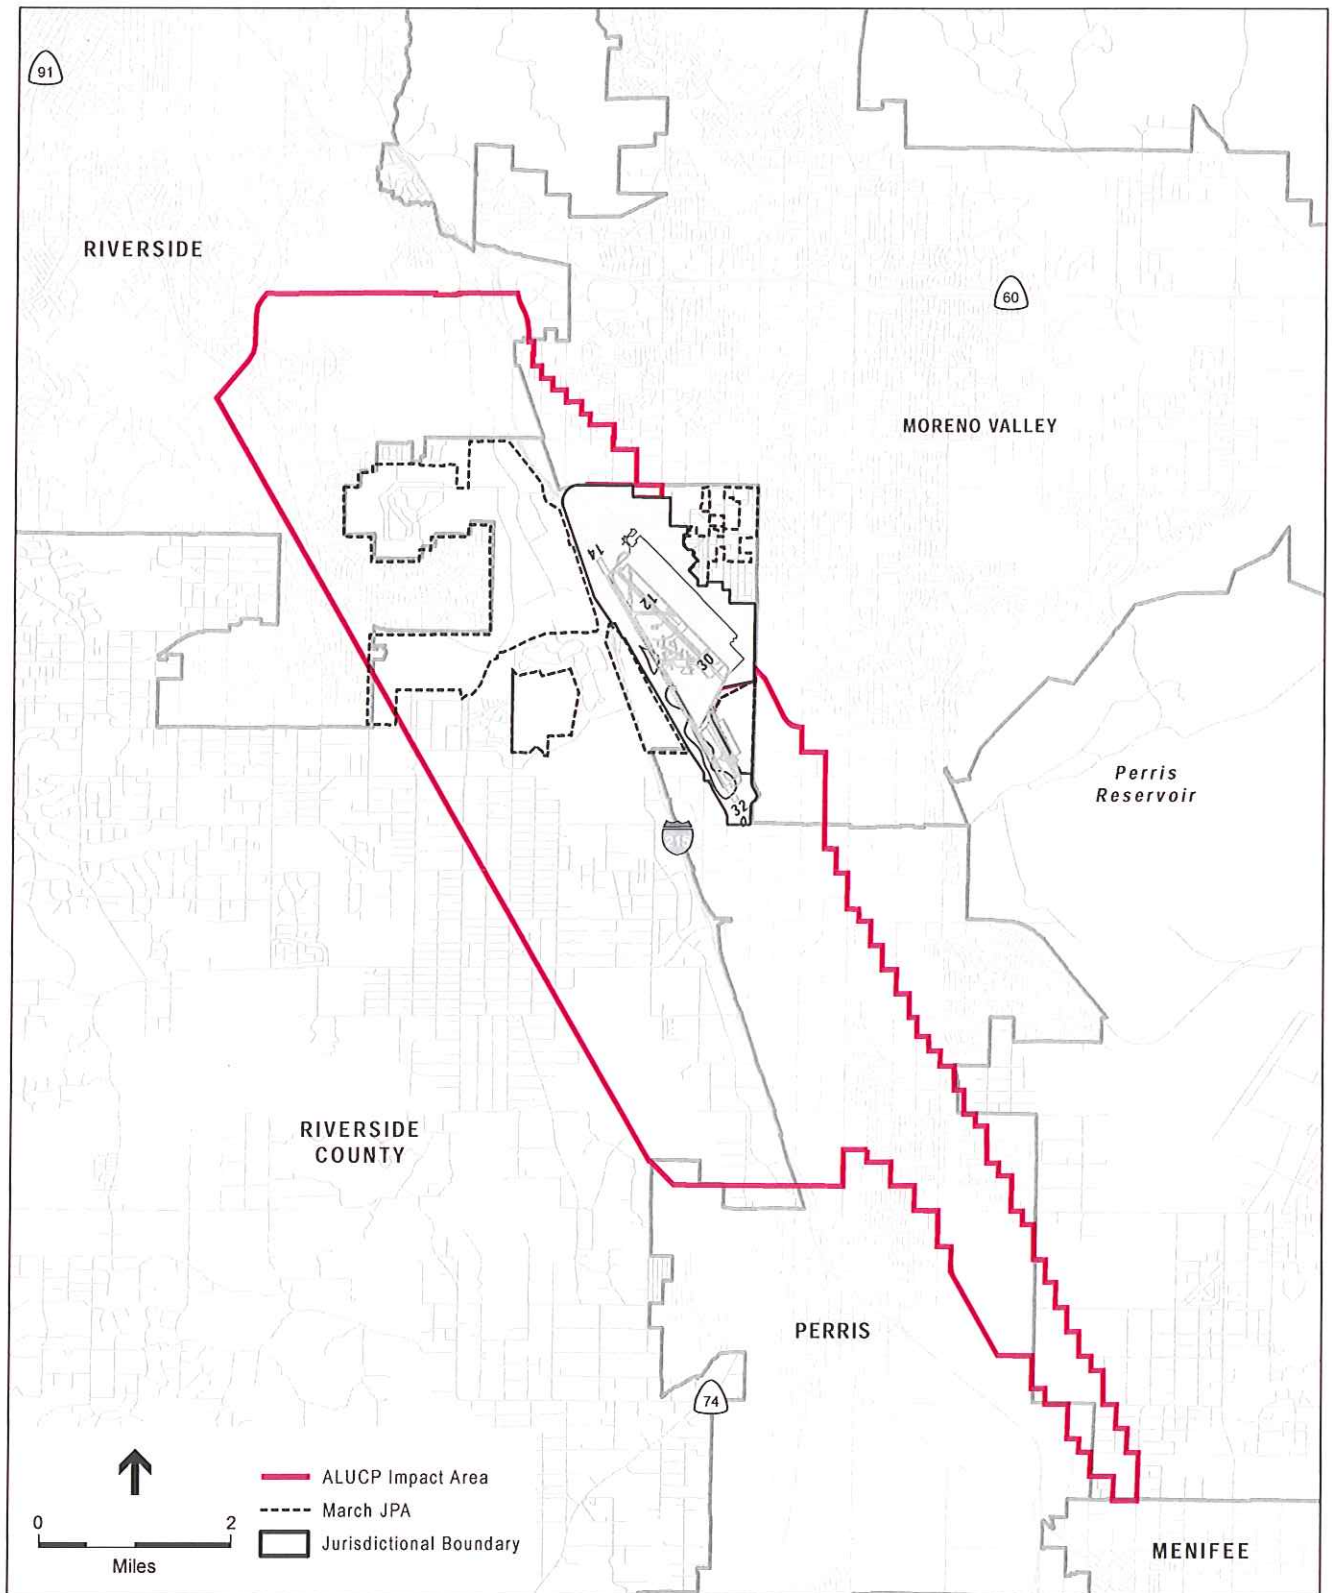 91
RIVERSIDE
60
MORENO VALLEY
14
12
30
Perris
Reservoir
32
RIVERSIDE
COUNTY
PERRIS
74
ALUCP Impact Area
March JPA
0
2
Jurisdictional Boundary
Miles
MENIFEE